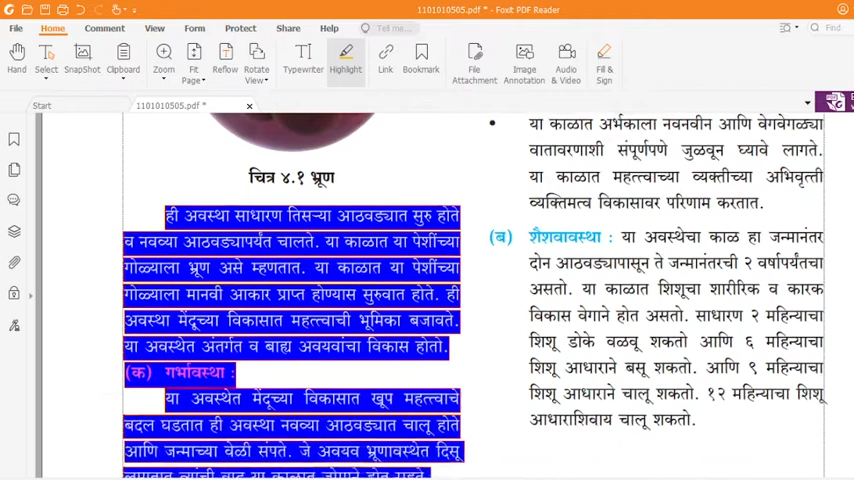 1101010505.pdf * - Foxit PDF Reader
File Home Comment View Form Protect Share Accessibility Help Tell me... Find
Hand Select SnapShot Clipboard Zoom Fit Page Reflow Rotate View Typewriter Highlight Link Bookmark File Attachment Image Annotation Audio & Video Fill & Sign
Start 1101010505.pdf *
चित्र ४.१ भ्रूण
ही अवस्था साधारण तिसऱ्या आठवड्यात सुरु होते
व नवव्या आठवड्यापर्यंत चालते. या काळात या पेशींच्या
गोळ्याला भ्रूण असे म्हणतात. या काळात या पेशींच्या
गोळ्याला मानवी आकार प्राप्त होण्यास सुरुवात होते. ही
अवस्था मेंदूच्या विकासात महत्त्वाची भूमिका बजावते.
या अवस्थेत अंतर्गत व बाह्य अवयवांचा विकास होतो.
(क) गर्भावस्था :
या अवस्थेत मेंदूच्या विकासात खूप महत्त्वाचे
बदल घडतात ही अवस्था नवव्या आठवड्यात चालू होते
आणि जन्माच्या वेळी संपते. जे अवयव भ्रूणावस्थेत दिसू
लागतात त्यांची वाढ या काळात जोमाने होत राहते.
• या काळात अर्भकाला नवनवीन आणि वेगवेगळ्या
वातावरणाशी संपूर्णपणे जुळवून घ्यावे लागते.
या काळात महत्त्वाच्या व्यक्तीच्या अभिवृत्ती
व्यक्तिमत्व विकासावर परिणाम करतात.
(ब) शैशवावस्था : या अवस्थेचा काळ हा जन्मानंतर
दोन आठवड्यापासून ते जन्मानंतरची २ वर्षापर्यंतचा
असतो. या काळात शिशूचा शारीरिक व कारक
विकास वेगाने होत असतो. साधारण २ महिन्याचा
शिशू डोके वळवू शकतो आणि ६ महिन्याचा
शिशू आधाराने बसू शकतो. आणि ९ महिन्याचा
शिशू आधाराने चालू शकतो. १२ महिन्याचा शिशू
आधाराशिवाय चालू शकतो.